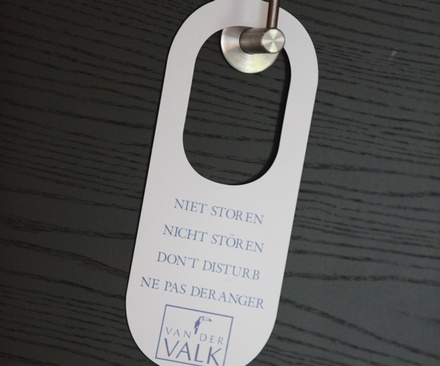 NIET STOREN
NICHT STÖREN
DON'T DISTURB
NE PAS DERANGER
VAN DER
VALK